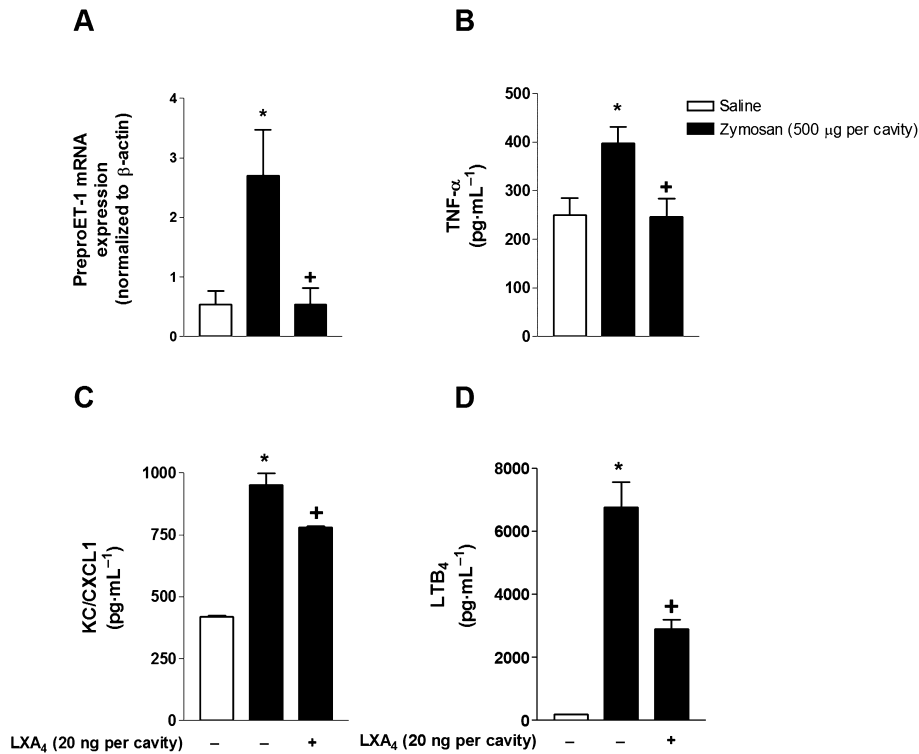 A
PreproET-1 mRNA
expression
(normalized to β-actin)
4
3
2
1
0
*
+
B
TNF-α
(pg·mL⁻¹)
500
400
300
200
100
0
*
+
Saline
Zymosan (500 µg per cavity)
C
KC/CXCL1
(pg·mL⁻¹)
1000
750
500
250
0
*
+
LXA₄ (20 ng per cavity) – – +
D
LTB₄
(pg·mL⁻¹)
8000
6000
4000
2000
0
*
+
LXA₄ (20 ng per cavity) – – +